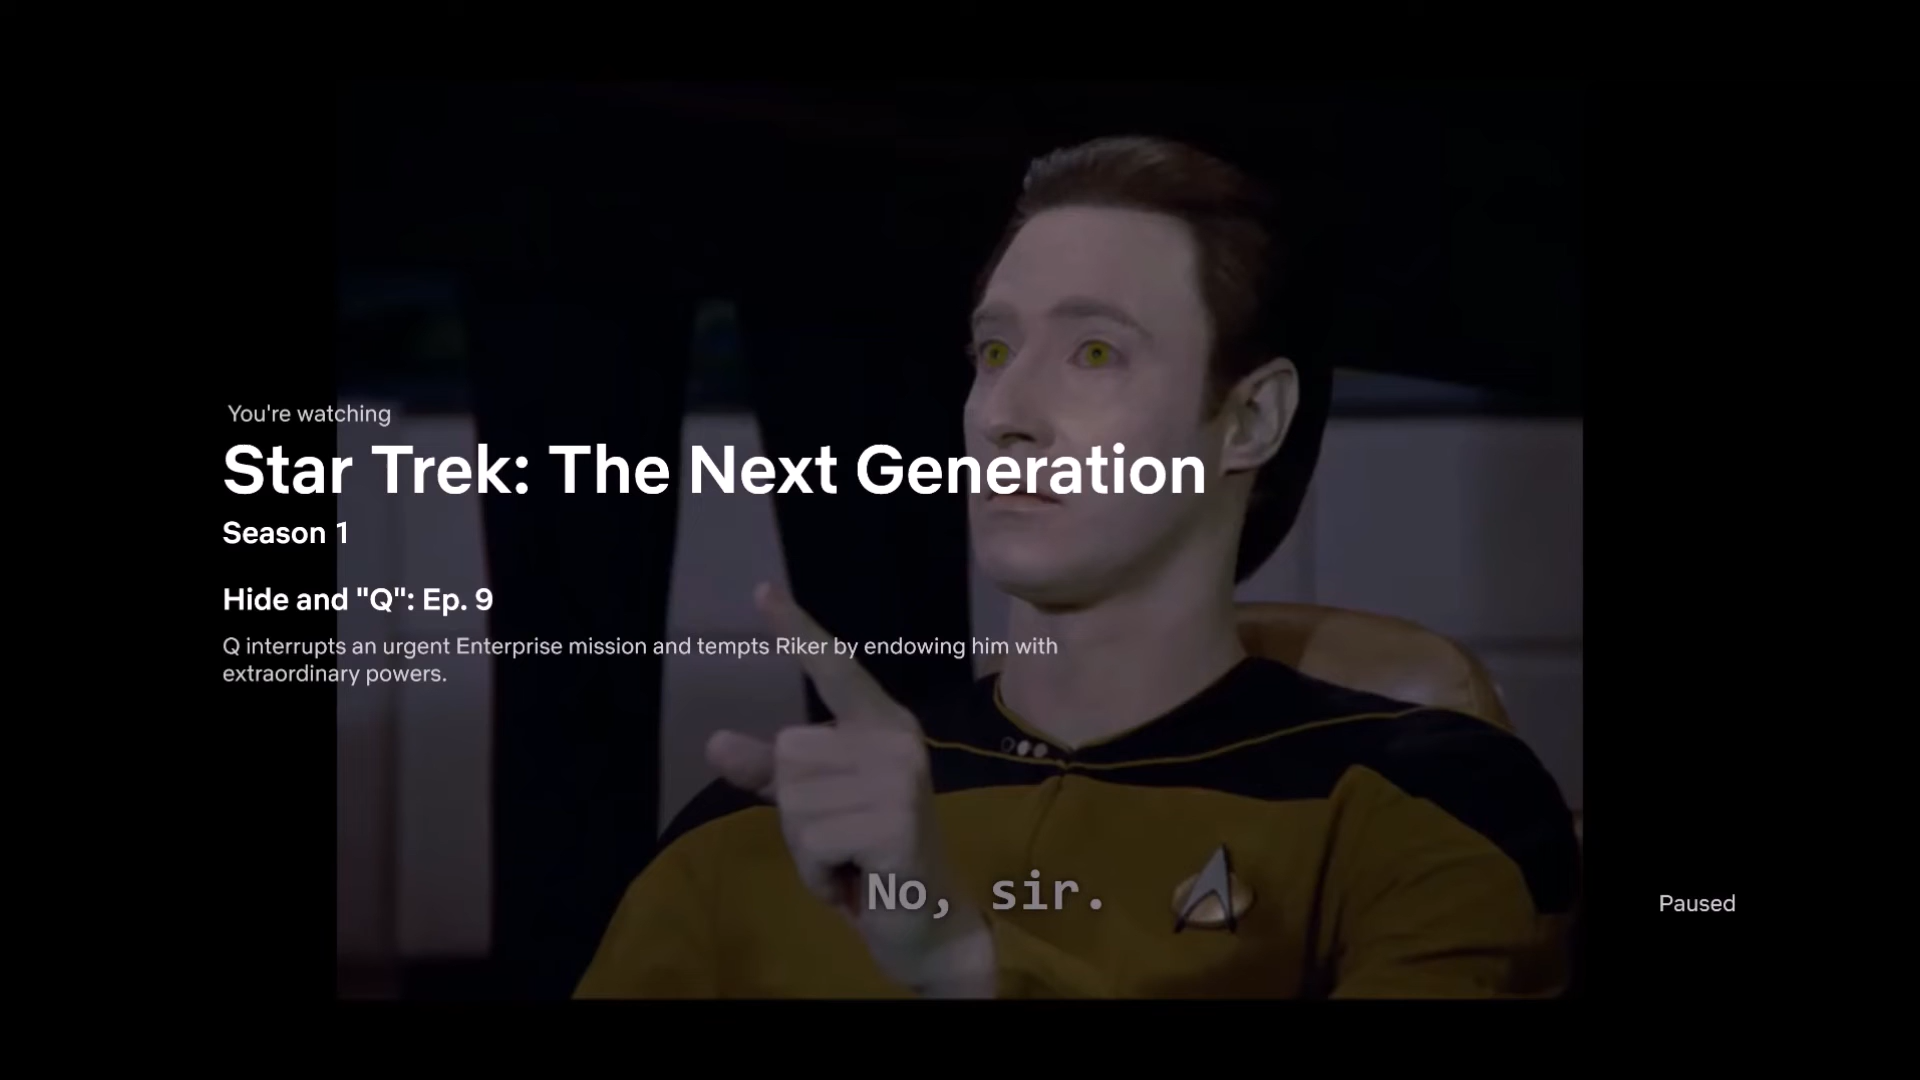 You're watching
Star Trek: The Next Generation
Season 1
Hide and "Q": Ep. 9
Q interrupts an urgent Enterprise mission and tempts Riker by endowing him with
extraordinary powers.
No, sir.
Paused